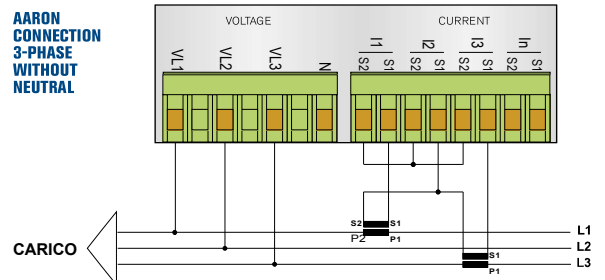 AARON
CONNECTION
3-PHASE
WITHOUT
NEUTRAL
VOLTAGE
CURRENT
VL1
VL2
VL3
N
I1
I2
I3
In
S2
S1
S2
S1
S2
S1
S2
S1
S2
S1
P2
P1
L1
L2
CARICO
S1
L3
P1